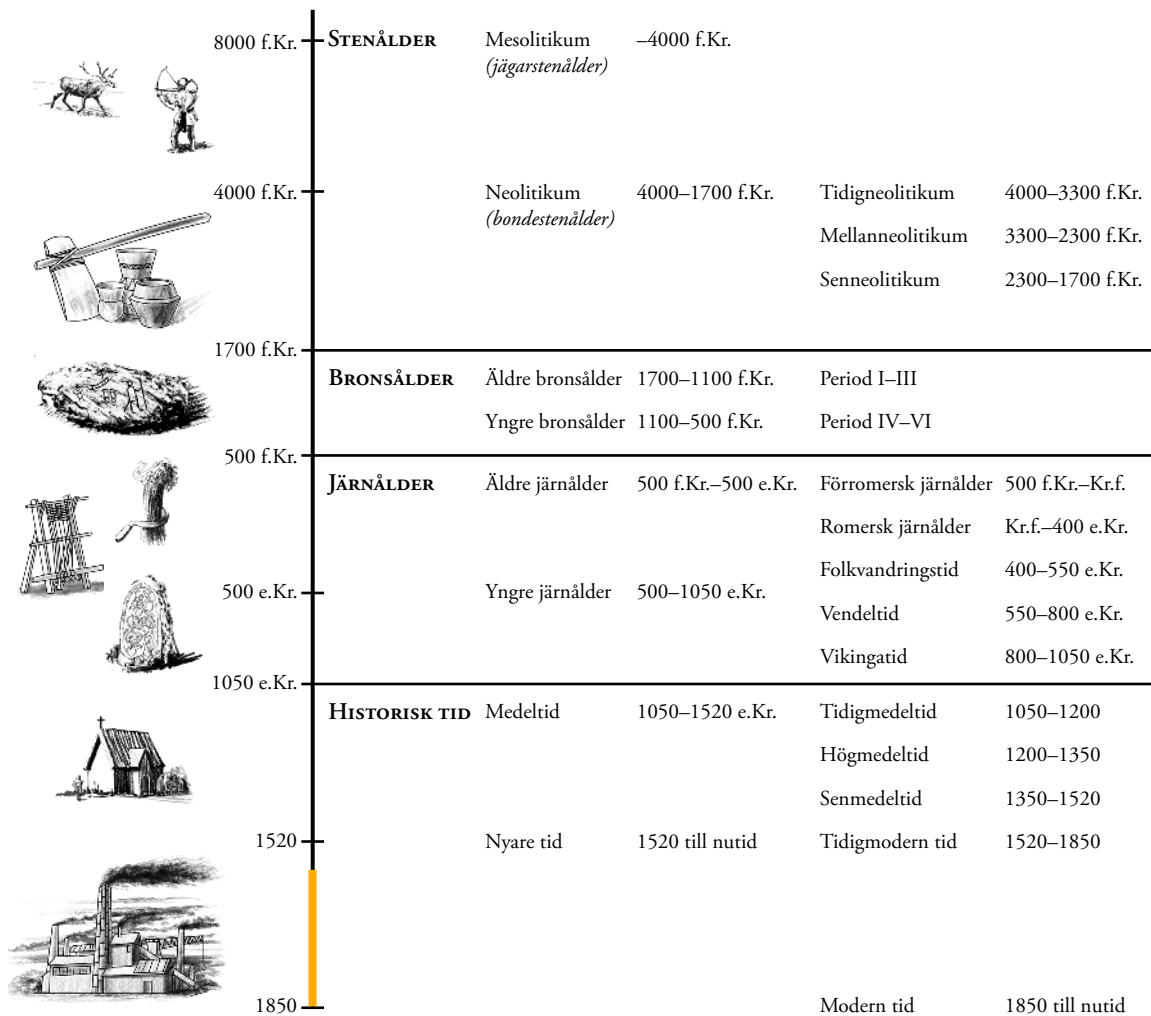 8000 f.Kr. STENÅLDER Mesolitikum –4000 f.Kr.
(jägarstenålder)
4000 f.Kr. Neolitikum 4000–1700 f.Kr. Tidigneolitikum 4000–3300 f.Kr.
(bondestenålder)
Mellanneolitikum 3300–2300 f.Kr.
Senneolitikum 2300–1700 f.Kr.
1700 f.Kr.
BRONSÅLDER Äldre bronsålder 1700–1100 f.Kr. Period I–III
Yngre bronsålder 1100–500 f.Kr. Period IV–VI
500 f.Kr.
JÄRNÅLDER Äldre järnålder 500 f.Kr.–500 e.Kr. Förromersk järnålder 500 f.Kr.–Kr.f.
Romersk järnålder Kr.f.–400 e.Kr.
Folkvandringstid 400–550 e.Kr.
500 e.Kr. Yngre järnålder 500–1050 e.Kr.
Vendeltid 550–800 e.Kr.
Vikingatid 800–1050 e.Kr.
1050 e.Kr.
HISTORISK TID Medeltid 1050–1520 e.Kr. Tidigmedeltid 1050–1200
Högmedeltid 1200–1350
Senmedeltid 1350–1520
1520 Nyare tid 1520 till nutid Tidigmodern tid 1520–1850
1850 Modern tid 1850 till nutid